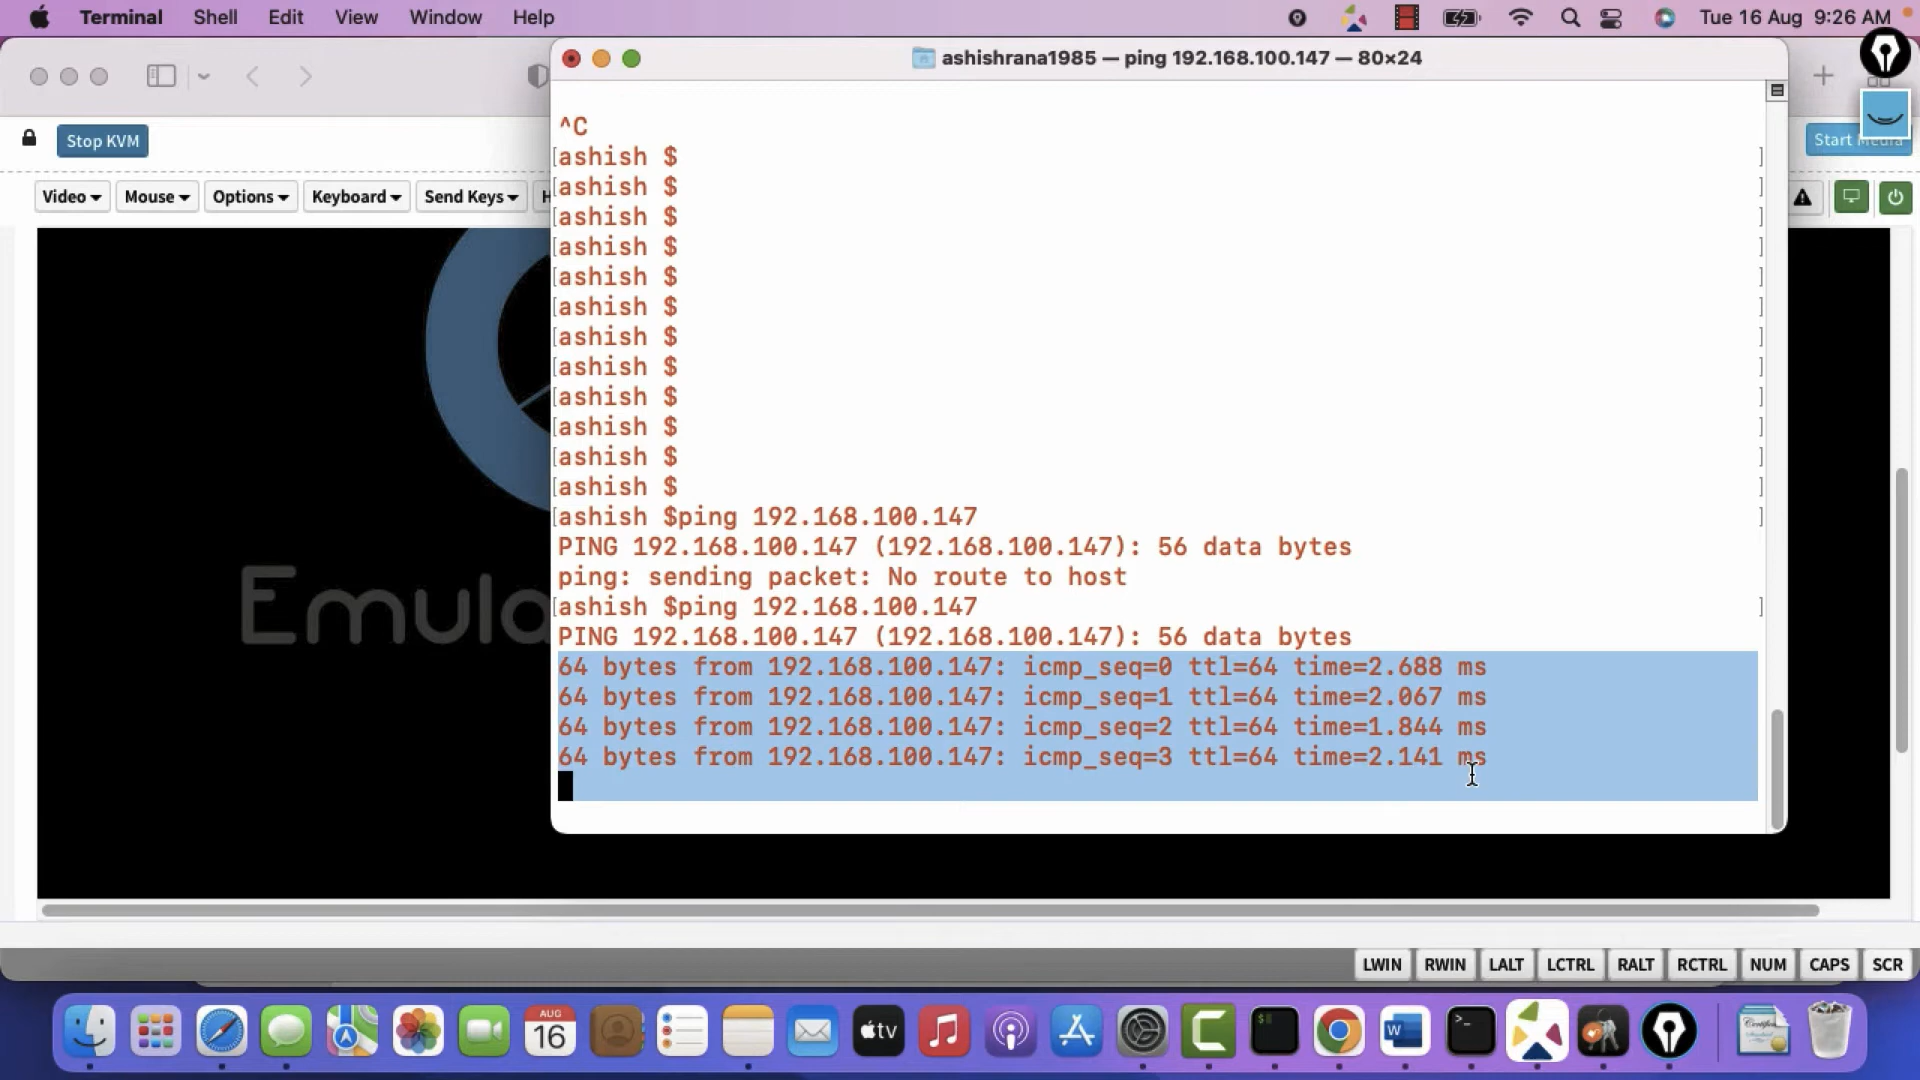 Terminal Shell Edit View Window Help Tue 16 Aug 9:26 AM
ashishrana1985 — ping 192.168.100.147 — 80×24
Stop KVM
Start Media
Video Mouse Options Keyboard Send Keys H
^C
[ashish $ ]
[ashish $ ]
[ashish $ ]
[ashish $ ]
[ashish $ ]
[ashish $ ]
[ashish $ ]
[ashish $ ]
[ashish $ ]
[ashish $ ]
[ashish $ ]
[ashish $ ]
[ashish $ping 192.168.100.147 ]
PING 192.168.100.147 (192.168.100.147): 56 data bytes
ping: sending packet: No route to host
[ashish $ping 192.168.100.147 ]
PING 192.168.100.147 (192.168.100.147): 56 data bytes
64 bytes from 192.168.100.147: icmp_seq=0 ttl=64 time=2.688 ms
64 bytes from 192.168.100.147: icmp_seq=1 ttl=64 time=2.067 ms
64 bytes from 192.168.100.147: icmp_seq=2 ttl=64 time=1.844 ms
64 bytes from 192.168.100.147: icmp_seq=3 ttl=64 time=2.141 ms
Emula
LWIN RWIN LALT LCTRL RALT RCTRL NUM CAPS SCR
AUG
16
tv